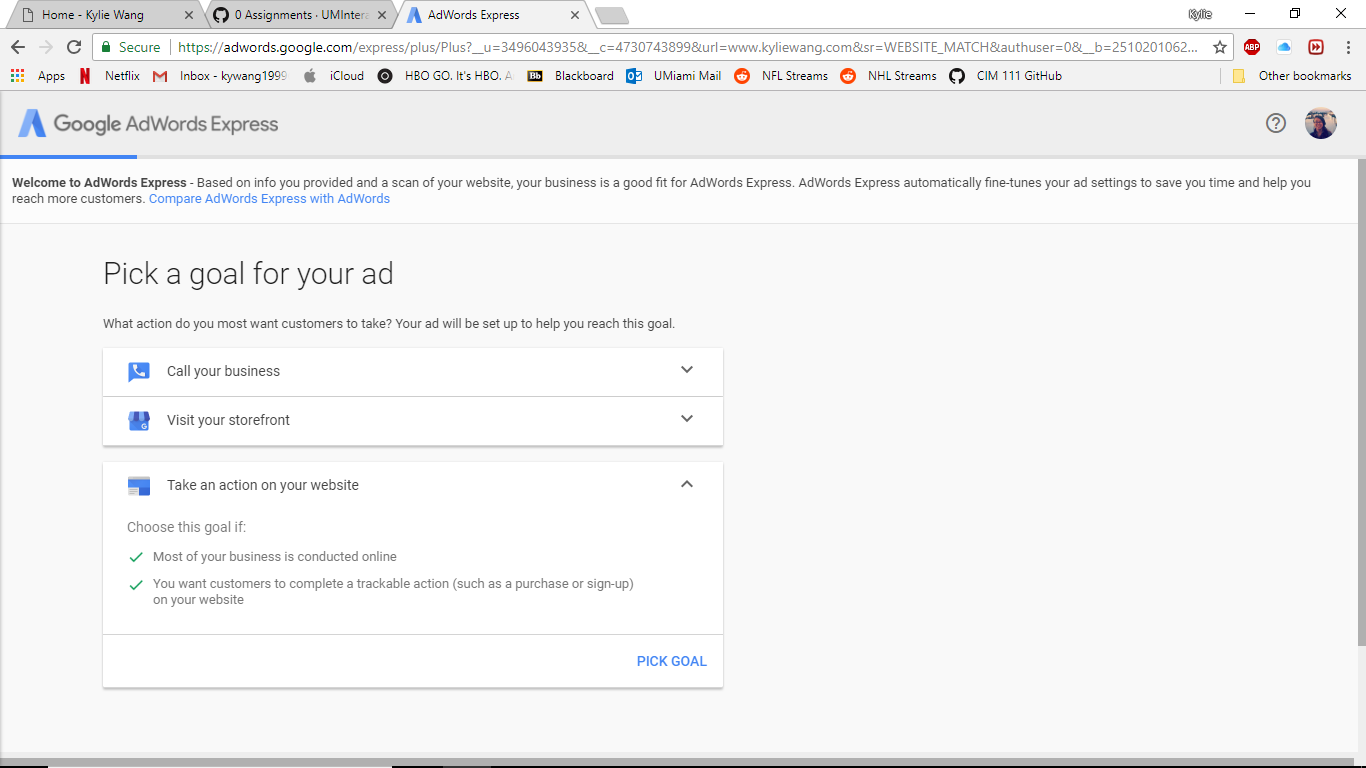 Home - Kylie Wang
0 Assignments · UMIntera
AdWords Express
Kylie
Secure
https://adwords.google.com/express/plus/Plus?__u=3496043935&__c=4730743899&url=www.kyliewang.com&sr=WEBSITE_MATCH&authuser=0&__b=2510201062...
ABP
Apps
Netflix
Inbox - kywang1999
iCloud
HBO GO. It's HBO. A
Bb
Blackboard
UMiami Mail
NFL Streams
NHL Streams
CIM 111 GitHub
Other bookmarks
Google AdWords Express
Welcome to AdWords Express - Based on info you provided and a scan of your website, your business is a good fit for AdWords Express. AdWords Express automatically fine-tunes your ad settings to save you time and help you
reach more customers. Compare AdWords Express with AdWords
Pick a goal for your ad
What action do you most want customers to take? Your ad will be set up to help you reach this goal.
Call your business
Visit your storefront
Take an action on your website
Choose this goal if:
Most of your business is conducted online
You want customers to complete a trackable action (such as a purchase or sign-up)
on your website
PICK GOAL